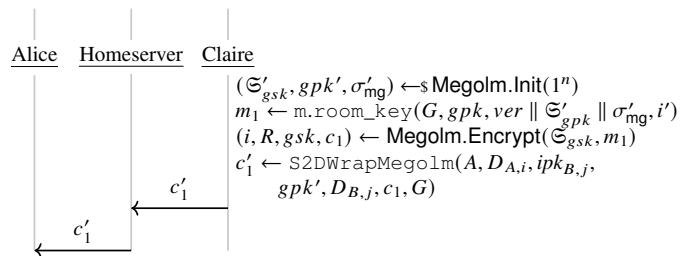 Alice Homeserver Claire
(𝔖′_gsk, gpk′, σ′_mg) ←$ Megolm.Init(1^n)
m_1 ← m.room_key(G, gpk, ver ∥ 𝔖′_gpk ∥ σ′_mg, i′)
(i, R, gsk, c_1) ← Megolm.Encrypt(𝔖_gsk, m_1)
c′_1 ← S2DWrapMegolm(A, D_{A,i}, ipk_{B,j},
gpk′, D_{B,j}, c_1, G)
c′_1
c′_1